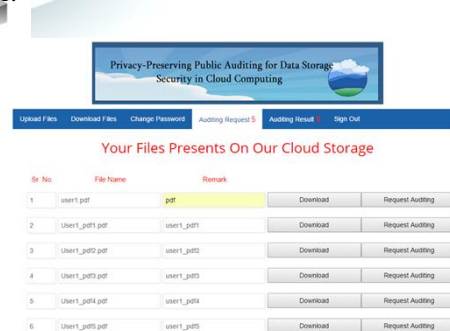 Privacy-Preserving Public Auditing for Data Storage
Security in Cloud Computing
Upload Files Download Files Change Password Auditing Request 5 Auditing Result Sign Out
Your Files Presents On Our Cloud Storage
Sr. No. File Name Remark
1 user1.pdf pdf Download Request Auditing
2 User1_pdf1.pdf user1_pdf1 Download Request Auditing
3 User1_pdf2.pdf user1_pdf2 Download Request Auditing
4 User1_pdf3.pdf user1_pdf3 Download Request Auditing
5 User1_pdf4.pdf user1_pdf4 Download Request Auditing
6 User1_pdf5.pdf user1_pdf5 Download Request Auditing